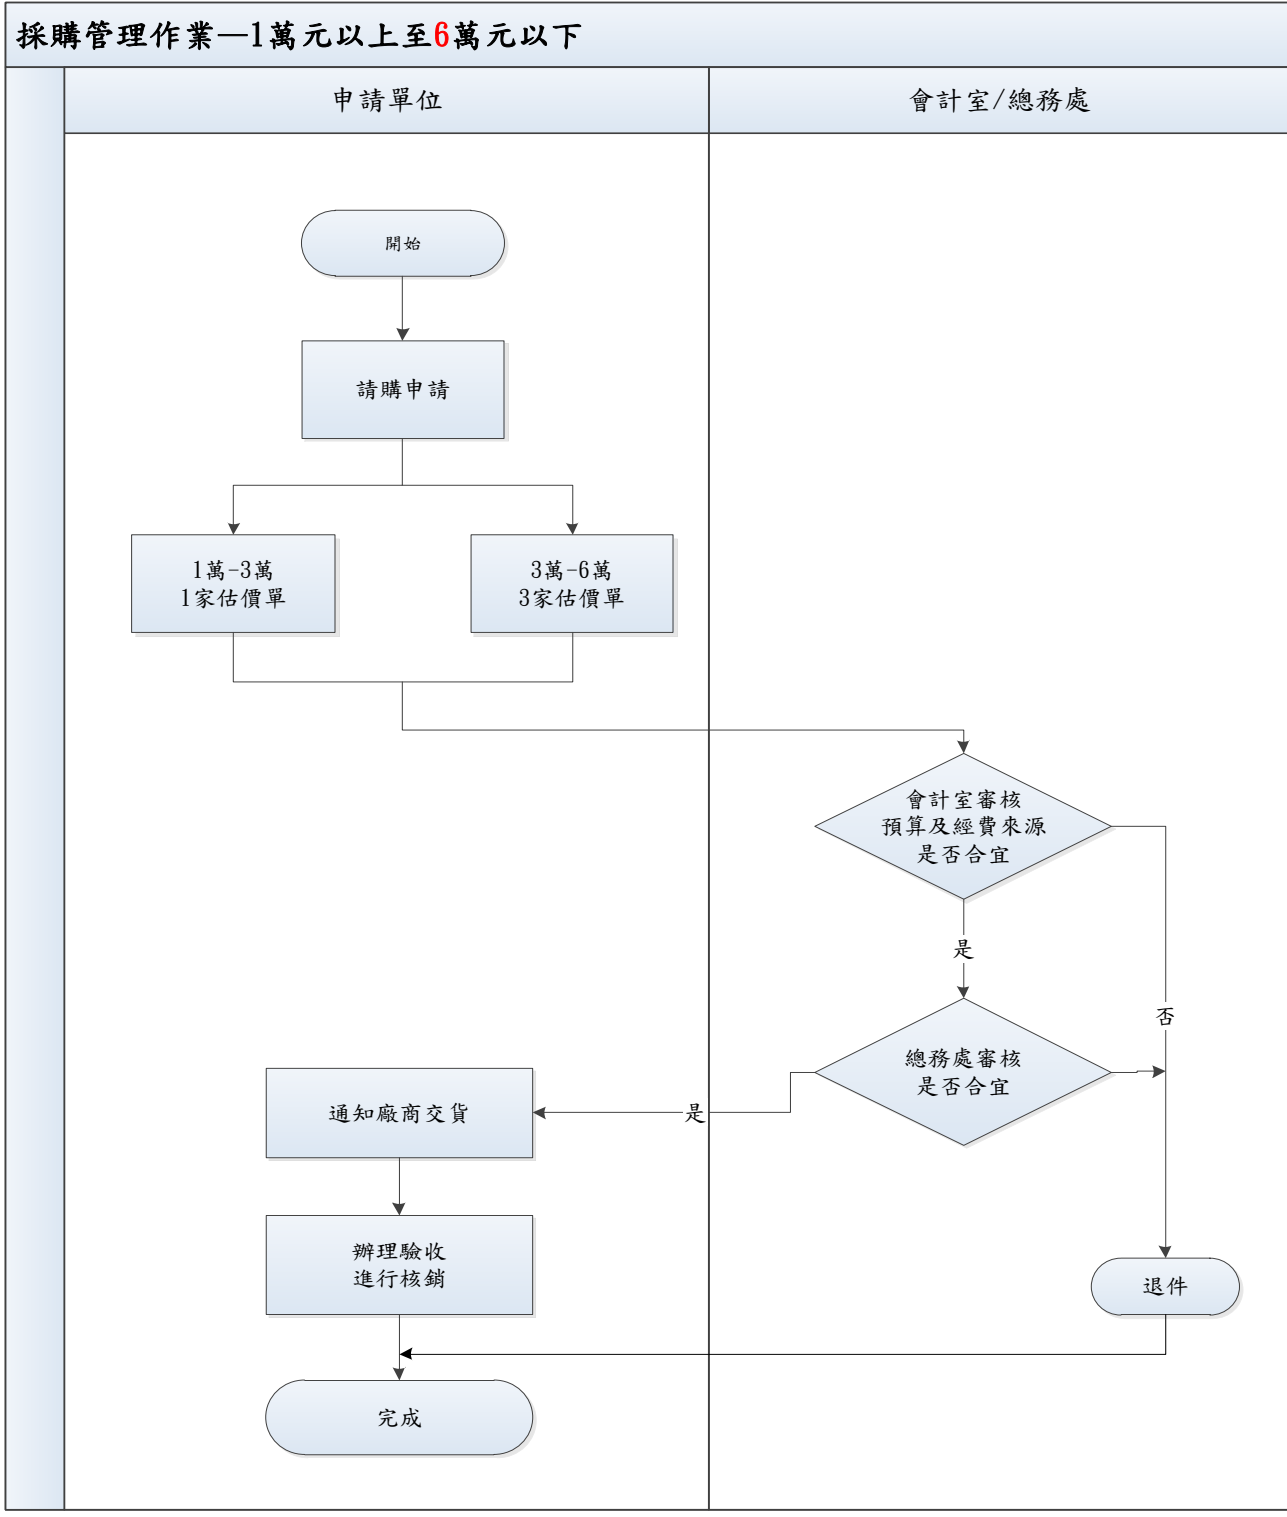 採購管理作業—1萬元以上至6萬元以下
申請單位
會計室/總務處
開始
請購申請
1萬-3萬
1家估價單
3萬-6萬
3家估價單
會計室審核
預算及經費來源
是否合宜
是
否
總務處審核
是否合宜
是
通知廠商交貨
辦理驗收
進行核銷
退件
完成